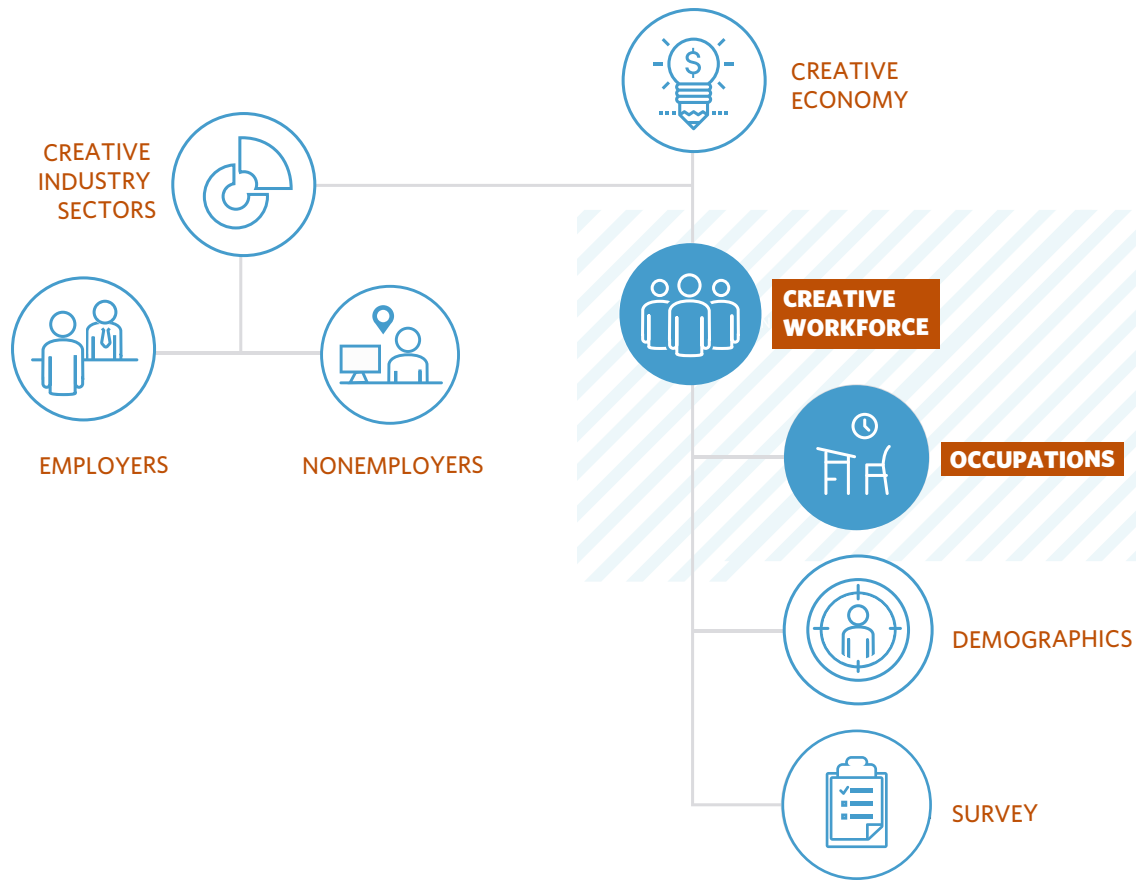 CREATIVE
ECONOMY
$
CREATIVE
INDUSTRY
SECTORS
CREATIVE
WORKFORCE
EMPLOYERS
NONEMPLOYERS
OCCUPATIONS
DEMOGRAPHICS
SURVEY